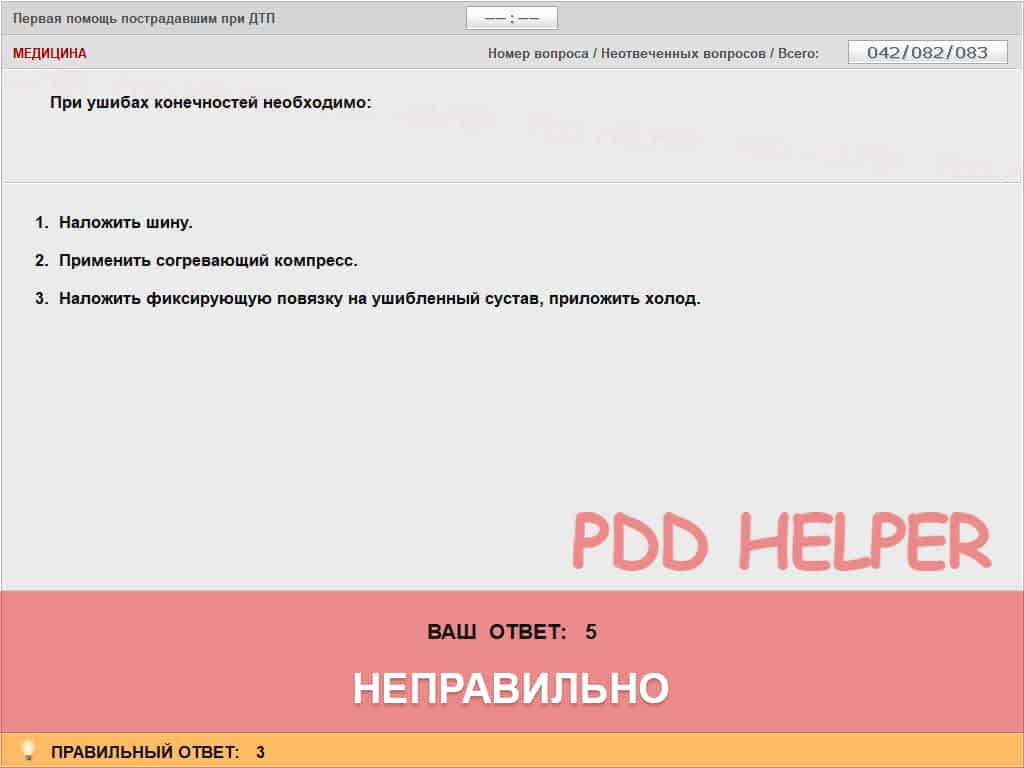 Первая помощь пострадавшим при ДТП
—— : ——
МЕДИЦИНА
Номер вопроса / Неотвеченных вопросов / Всего:
042/082/083
При ушибах конечностей необходимо:
1. Наложить шину.
2. Применить согревающий компресс.
3. Наложить фиксирующую повязку на ушибленный сустав, приложить холод.
PDD HELPER
ВАШ ОТВЕТ: 5
НЕПРАВИЛЬНО
ПРАВИЛЬНЫЙ ОТВЕТ: 3